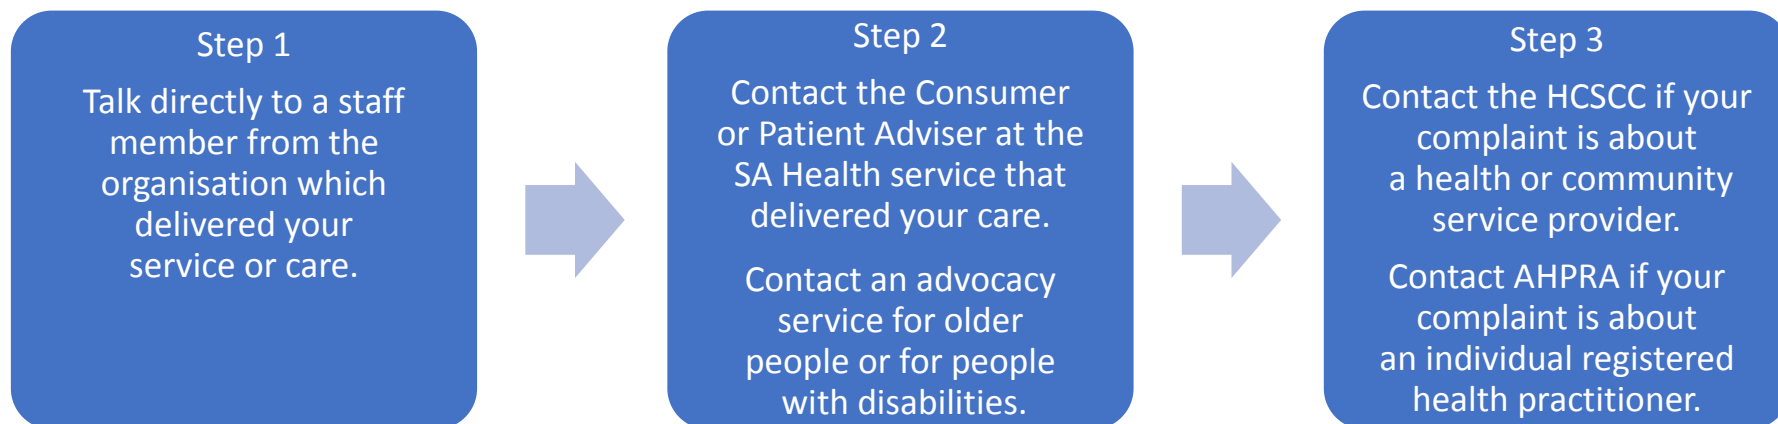 Step 1
Talk directly to a staff
member from the
organisation which
delivered your
service or care.
Step 2
Contact the Consumer
or Patient Adviser at the
SA Health service that
delivered your care.
Contact an advocacy
service for older
people or for people
with disabilities.
Step 3
Contact the HCSCC if your
complaint is about
a health or community
service provider.
Contact AHPRA if your
complaint is about
an individual registered
health practitioner.